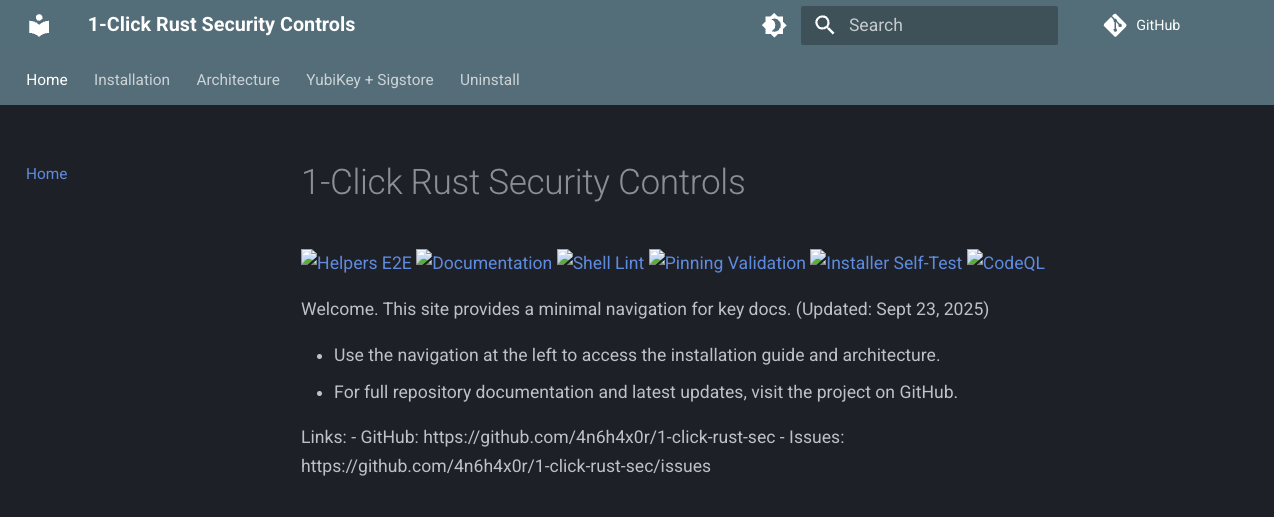 1-Click Rust Security Controls
Search
GitHub
Home
Installation
Architecture
YubiKey + Sigstore
Uninstall
Home
1-Click Rust Security Controls
Helpers E2E Documentation Shell Lint Pinning Validation Installer Self-Test CodeQL
Welcome. This site provides a minimal navigation for key docs. (Updated: Sept 23, 2025)
• Use the navigation at the left to access the installation guide and architecture.
• For full repository documentation and latest updates, visit the project on GitHub.
Links: - GitHub: https://github.com/4n6h4x0r/1-click-rust-sec - Issues:
https://github.com/4n6h4x0r/1-click-rust-sec/issues